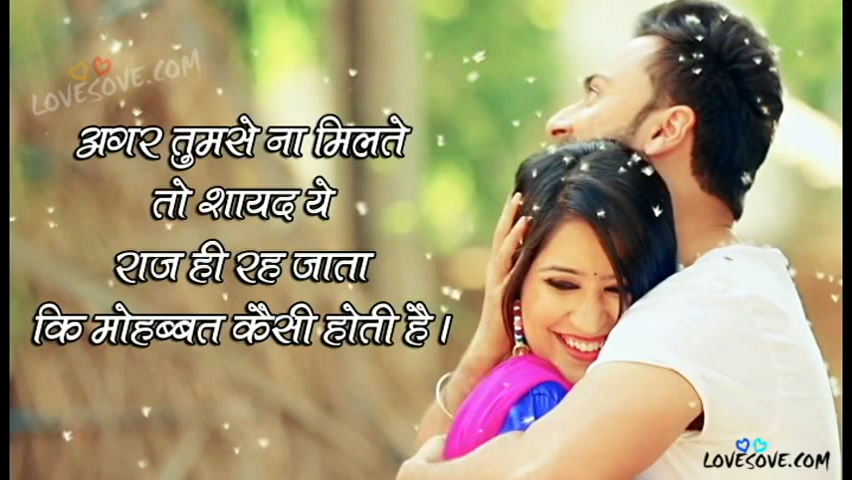 LOVESOVE.COM
अगर तुमसे ना मिलते
तो शायद ये
राज ही रह जाता
कि मोहब्बत कैसी होती है।
LOVESOVE.COM